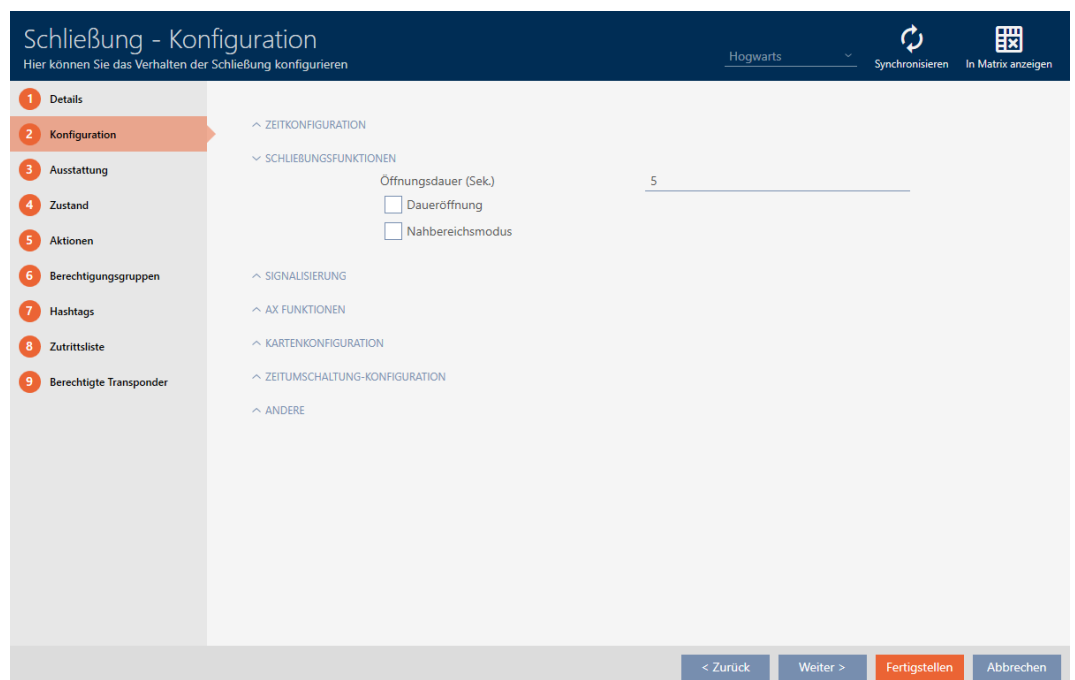 Schließung - Konfiguration
Hier können Sie das Verhalten der Schließung konfigurieren
Hogwarts
Synchronisieren
In Matrix anzeigen
1 Details
2 Konfiguration
3 Ausstattung
4 Zustand
5 Aktionen
6 Berechtigungsgruppen
7 Hashtags
8 Zutrittsliste
9 Berechtigte Transponder
ZEITKONFIGURATION
SCHLIEßUNGSFUNKTIONEN
Öffnungsdauer (Sek.) 5
Daueröffnung
Nahbereichsmodus
SIGNALISIERUNG
AX FUNKTIONEN
KARTENKONFIGURATION
ZEITUMSCHALTUNG-KONFIGURATION
ANDERE
< Zurück
Weiter >
Fertigstellen
Abbrechen